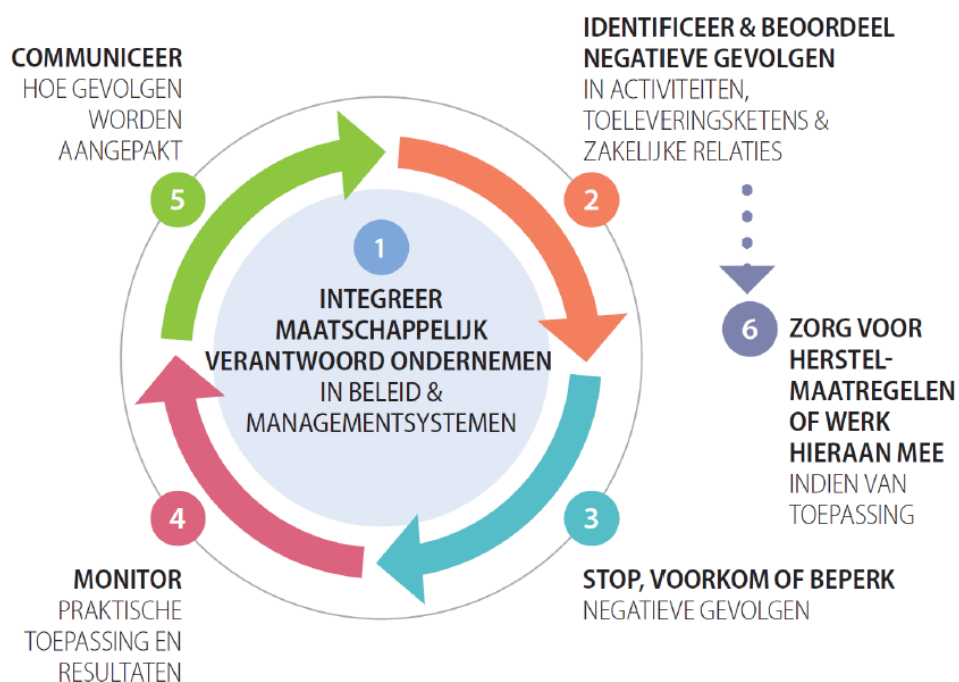 1
INTEGREER
MAATSCHAPPELIJK
VERANTWOORD ONDERNEMEN
IN BELEID &
MANAGEMENTSYSTEMEN
2
IDENTIFICEER & BEOORDEEL
NEGATIEVE GEVOLGEN
IN ACTIVITEITEN,
TOELEVERINGSKETENS &
ZAKELIJKE RELATIES
3
STOP, VOORKOM OF BEPERK
NEGATIEVE GEVOLGEN
4
MONITOR
PRAKTISCHE
TOEPASSING EN
RESULTATEN
5
COMMUNICEER
HOE GEVOLGEN
WORDEN
AANGEPAKT
6
ZORG VOOR
HERSTEL-
MAATREGELEN
OF WERK
HIERAAN MEE
INDIEN VAN
TOEPASSING